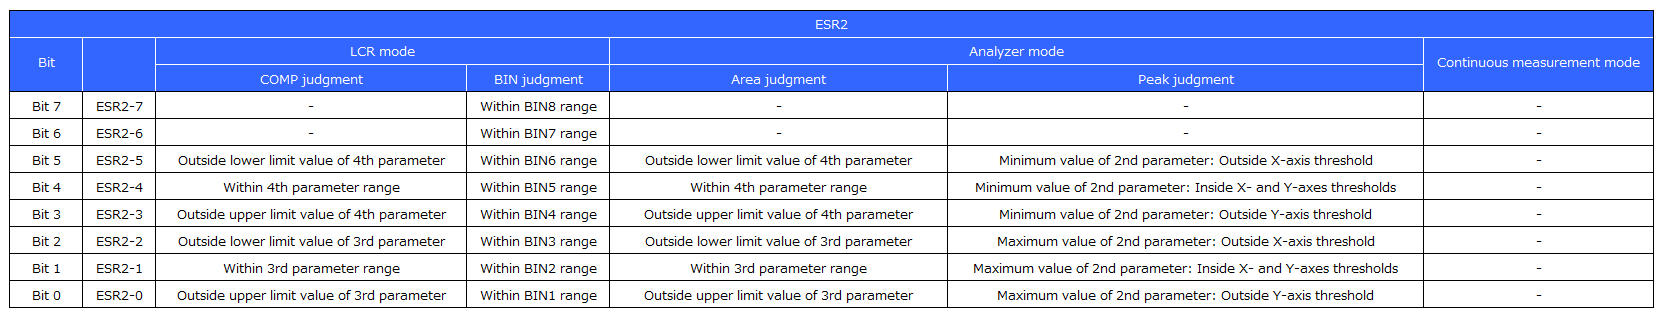 ESR2
Bit LCR mode Analyzer mode Continuous measurement mode
COMP judgment BIN judgment Area judgment Peak judgment
Bit 7 ESR2-7 - Within BIN8 range - - -
Bit 6 ESR2-6 - Within BIN7 range - - -
Bit 5 ESR2-5 Outside lower limit value of 4th parameter Within BIN6 range Outside lower limit value of 4th parameter Minimum value of 2nd parameter: Outside X-axis threshold -
Bit 4 ESR2-4 Within 4th parameter range Within BIN5 range Within 4th parameter range Minimum value of 2nd parameter: Inside X- and Y-axes thresholds -
Bit 3 ESR2-3 Outside upper limit value of 4th parameter Within BIN4 range Outside upper limit value of 4th parameter Minimum value of 2nd parameter: Outside Y-axis threshold -
Bit 2 ESR2-2 Outside lower limit value of 3rd parameter Within BIN3 range Outside lower limit value of 3rd parameter Maximum value of 2nd parameter: Outside X-axis threshold -
Bit 1 ESR2-1 Within 3rd parameter range Within BIN2 range Within 3rd parameter range Maximum value of 2nd parameter: Inside X- and Y-axes thresholds -
Bit 0 ESR2-0 Outside upper limit value of 3rd parameter Within BIN1 range Outside upper limit value of 3rd parameter Maximum value of 2nd parameter: Outside Y-axis threshold -